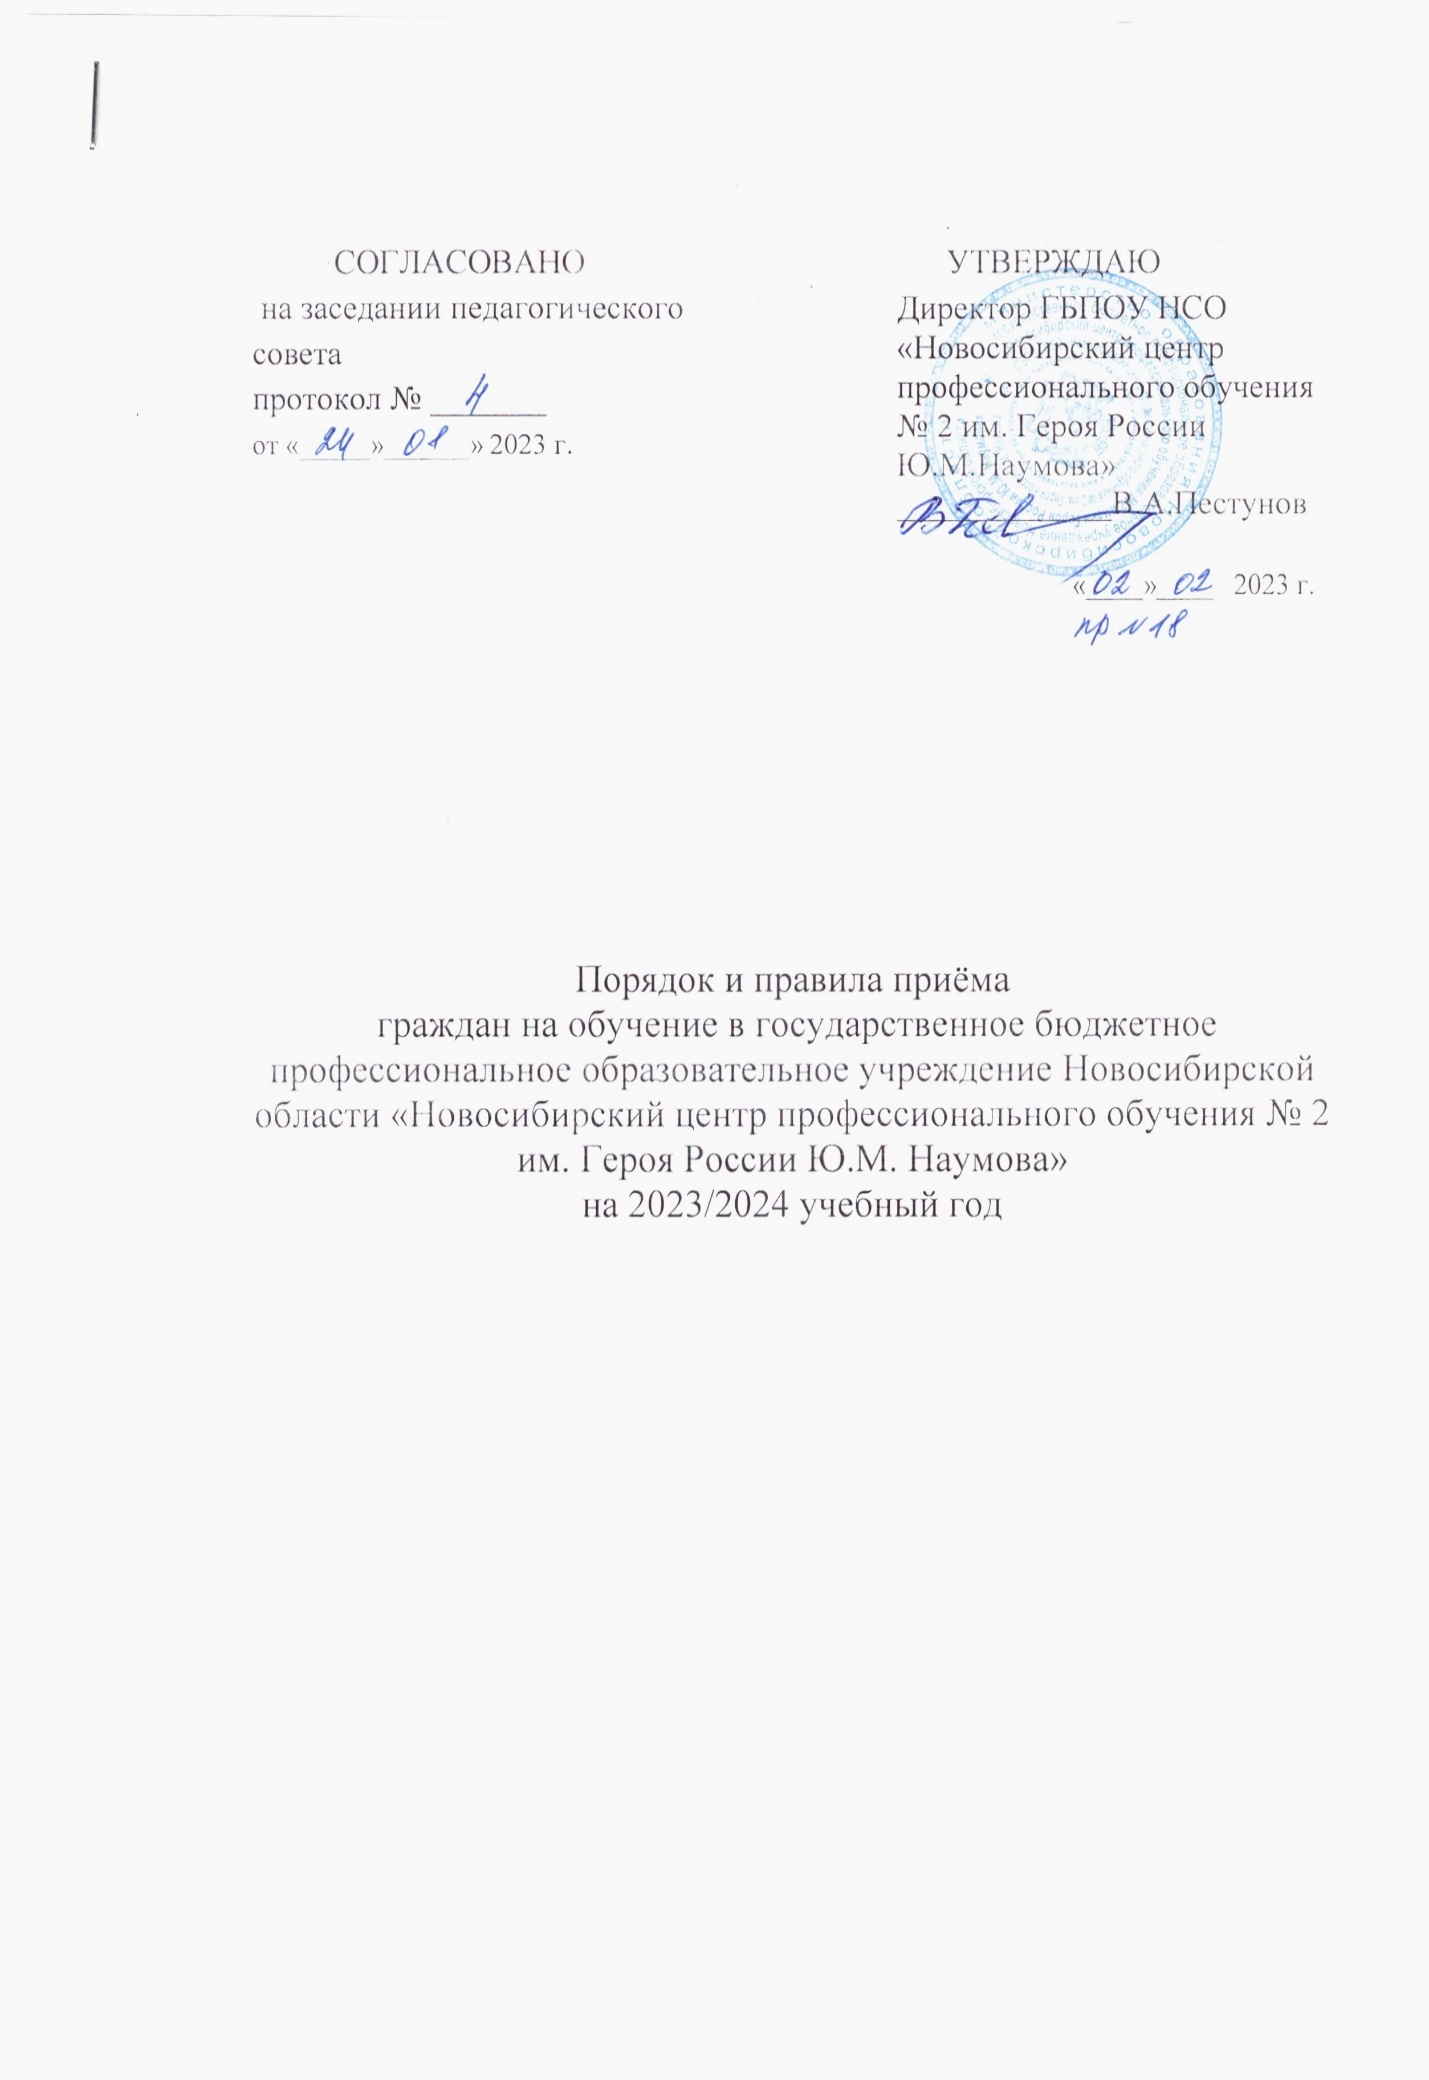 СОГЛАСОВАНО
на заседании педагогического
совета
протокол № 4
от « 24 » 01 » 2023 г.
УТВЕРЖДАЮ
Директор ГБПОУ НСО
«Новосибирский центр
профессионального обучения
№ 2 им. Героя России
Ю.М.Наумова»
В.А.Пестунов
«02» 02 2023 г.
пр № 18
Порядок и правила приёма
граждан на обучение в государственное бюджетное
профессиональное образовательное учреждение Новосибирской
области «Новосибирский центр профессионального обучения № 2
им. Героя России Ю.М. Наумова»
на 2023/2024 учебный год